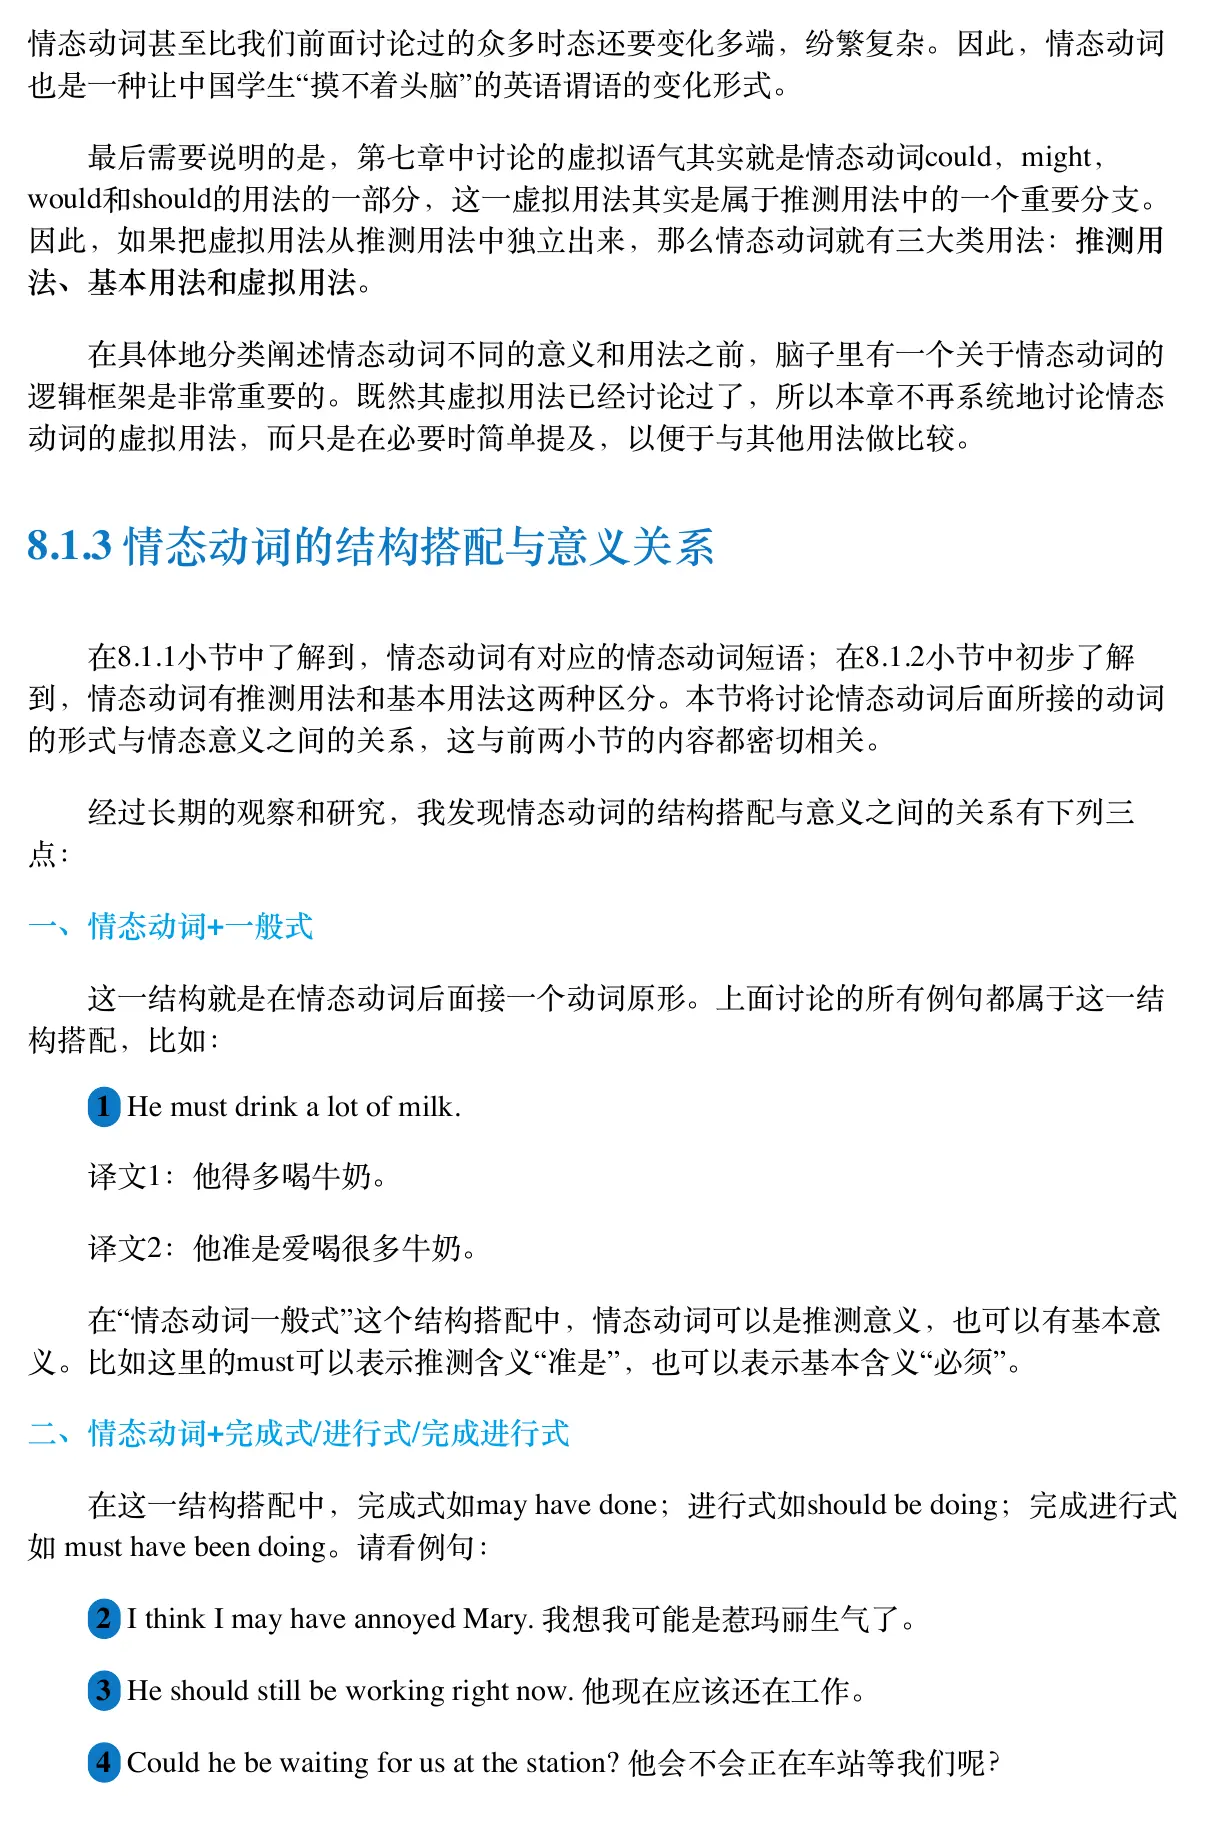 情态动词甚至比我们前面讨论过的众多时态还要变化多端，纷繁复杂。因此，情态动词
也是一种让中国学生“摸不着头脑”的英语谓语的变化形式。
最后需要说明的是，第七章中讨论的虚拟语气其实就是情态动词could，might，
would和should的用法的一部分，这一虚拟用法其实是属于推测用法中的一个重要分支。
因此，如果把虚拟用法从推测用法中独立出来，那么情态动词就有三大类用法：推测用
法、基本用法和虚拟用法。
在具体地分类阐述情态动词不同的意义和用法之前，脑子里有一个关于情态动词的
逻辑框架是非常重要的。既然其虚拟用法已经讨论过了，所以本章不再系统地讨论情态
动词的虚拟用法，而只是在必要时简单提及，以便于与其他用法做比较。
8.1.3 情态动词的结构搭配与意义关系
在8.1.1小节中了解到，情态动词有对应的情态动词短语；在8.1.2小节中初步了解
到，情态动词有推测用法和基本用法这两种区分。本节将讨论情态动词后面所接的动词
的形式与情态意义之间的关系，这与前两小节的内容都密切相关。
经过长期的观察和研究，我发现情态动词的结构搭配与意义之间的关系有下列三
点：
一、情态动词+一般式
这一结构就是在情态动词后面接一个动词原形。上面讨论的所有例句都属于这一结
构搭配，比如：
1 He must drink a lot of milk.
译文1：他得多喝牛奶。
译文2：他准是爱喝很多牛奶。
在“情态动词一般式”这个结构搭配中，情态动词可以是推测意义，也可以有基本意
义。比如这里的must可以表示推测含义“准是”，也可以表示基本含义“必须”。
二、情态动词+完成式/进行式/完成进行式
在这一结构搭配中，完成式如may have done；进行式如should be doing；完成进行式
如 must have been doing。请看例句：
2 I think I may have annoyed Mary. 我想我可能是惹玛丽生气了。
3 He should still be working right now. 他现在应该还在工作。
4 Could he be waiting for us at the station? 他会不会正在车站等我们呢？